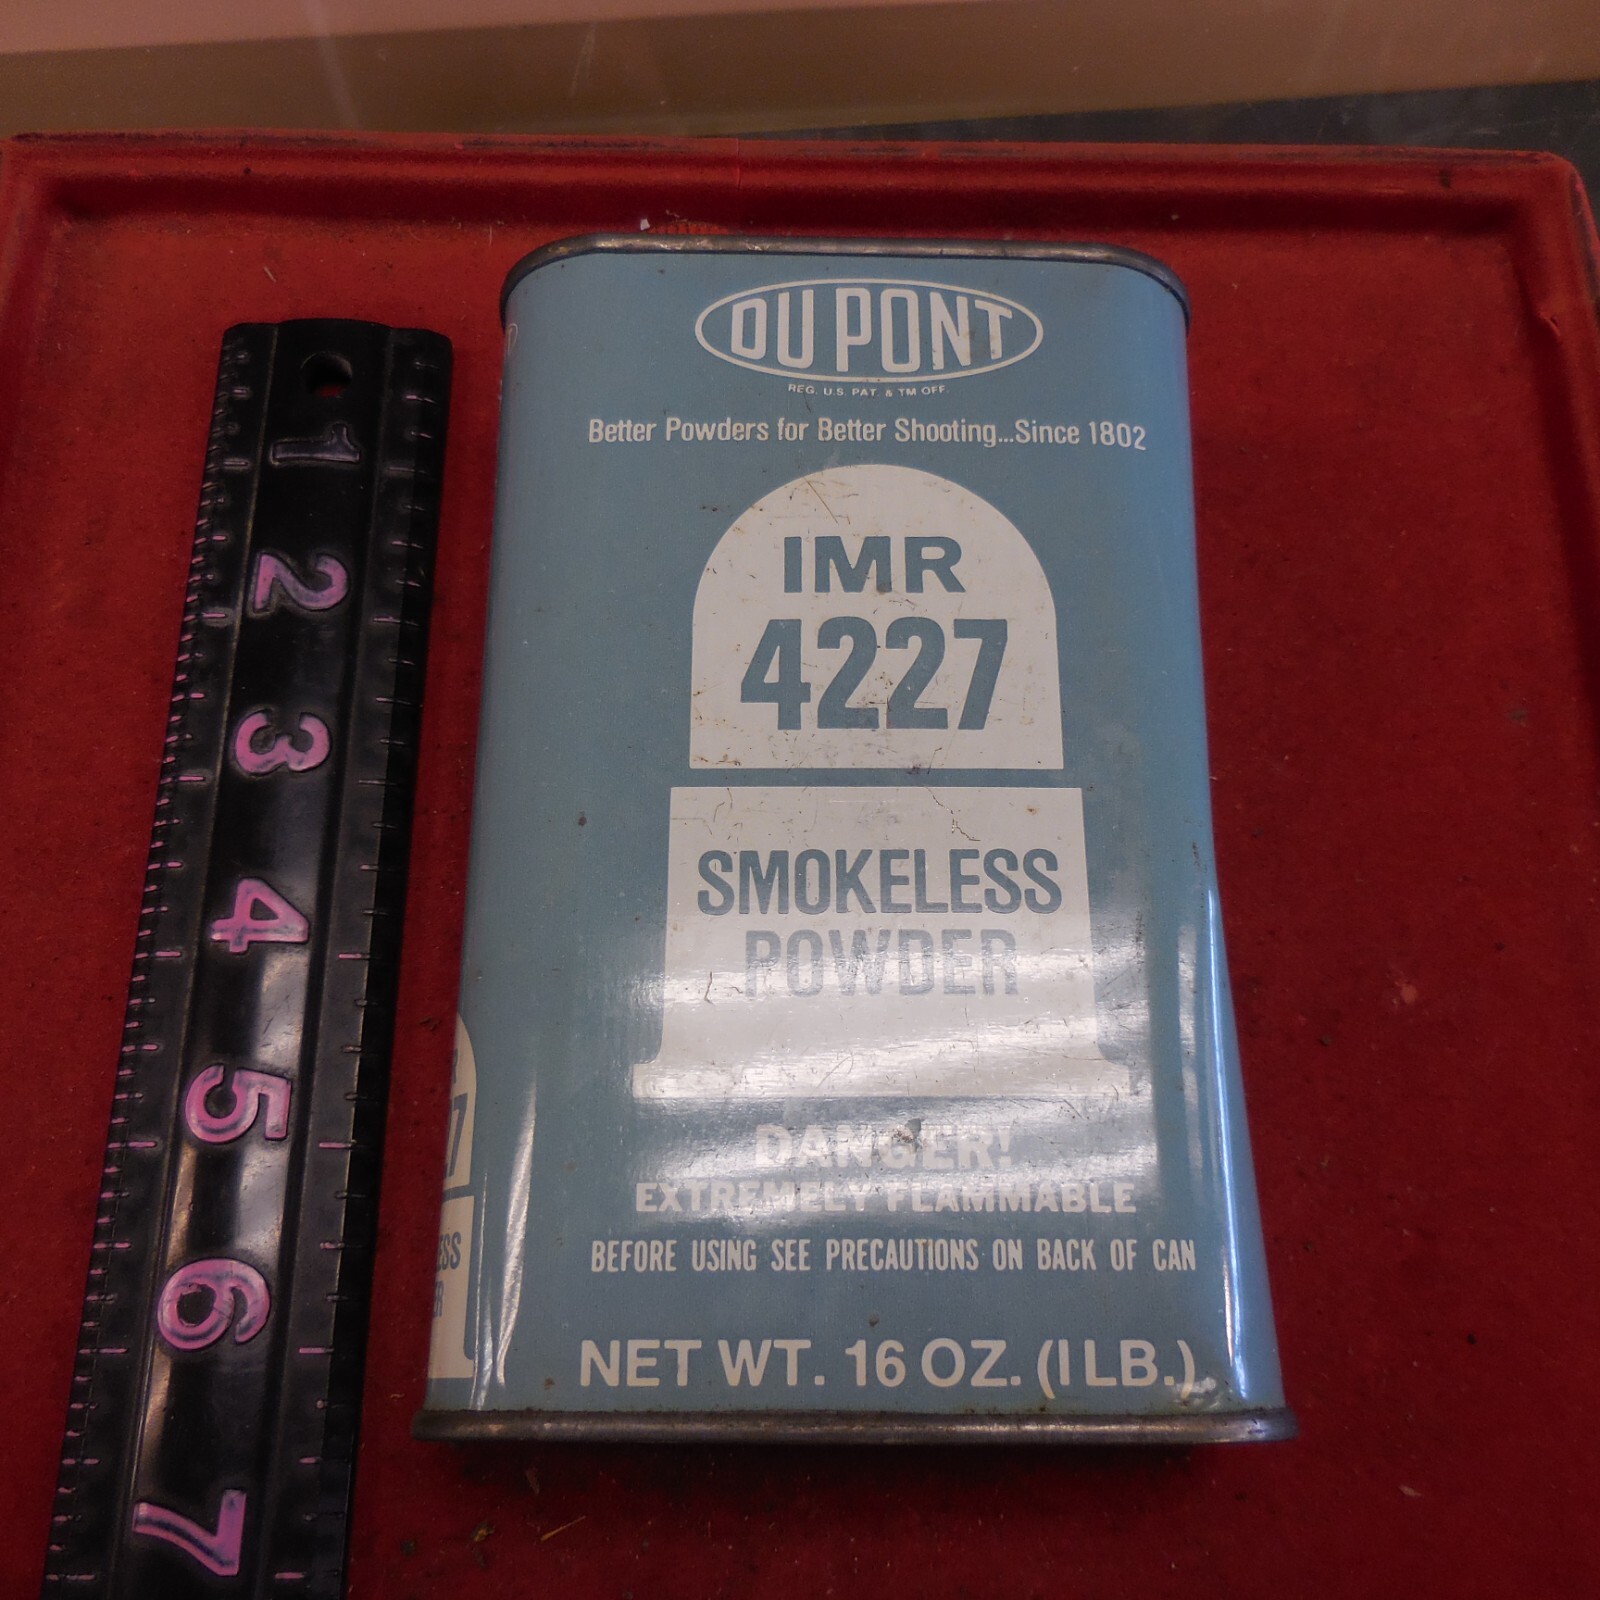 DU PONT
REG. U.S. PAT. & TM OFF.
Better Powders for Better Shooting...Since 1802
IMR
4227
SMOKELESS
POWDER
DANGER!
EXTREMELY FLAMMABLE
BEFORE USING SEE PRECAUTIONS ON BACK OF CAN
NET WT. 16 OZ. (1 LB.)
1
2
3
4
5
6
7